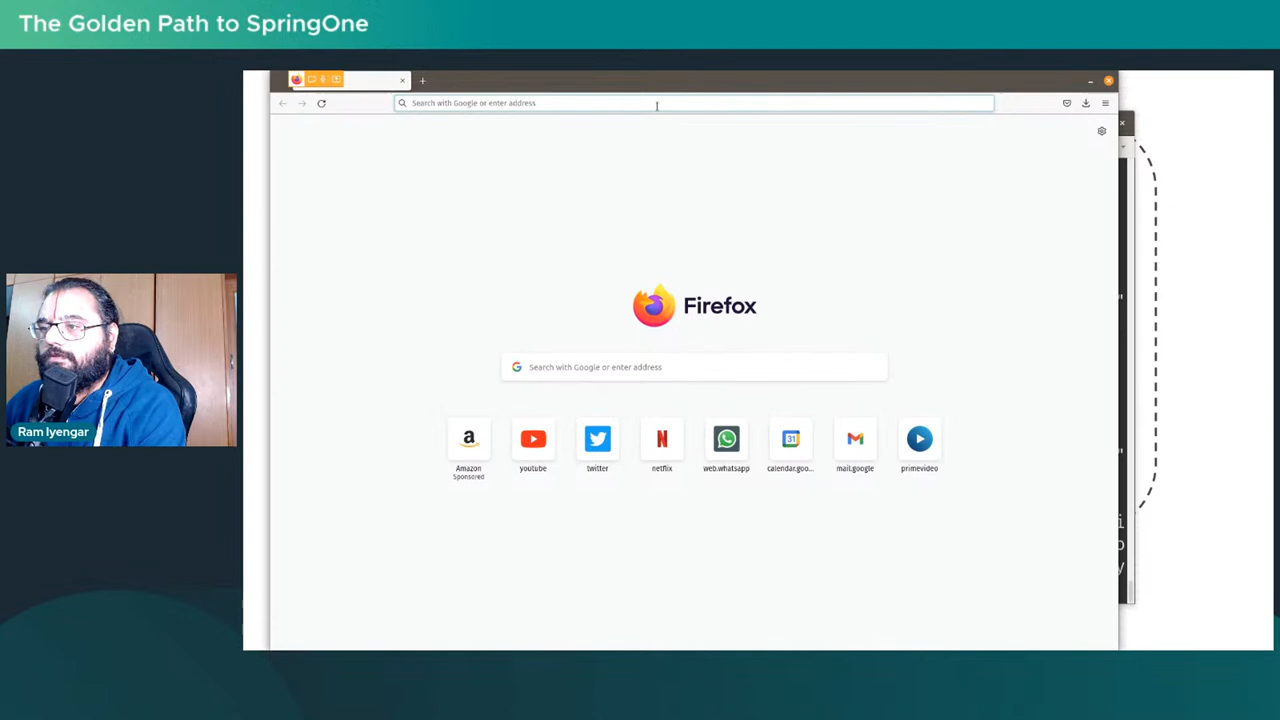 The Golden Path to SpringOne
Search with Google or enter address
Firefox
Search with Google or enter address
31
Amazon
Sponsored
youtube
twitter
netflix
web.whatsapp
calendar.goo...
mail.google
primevideo
Ram Iyengar
i
o
y